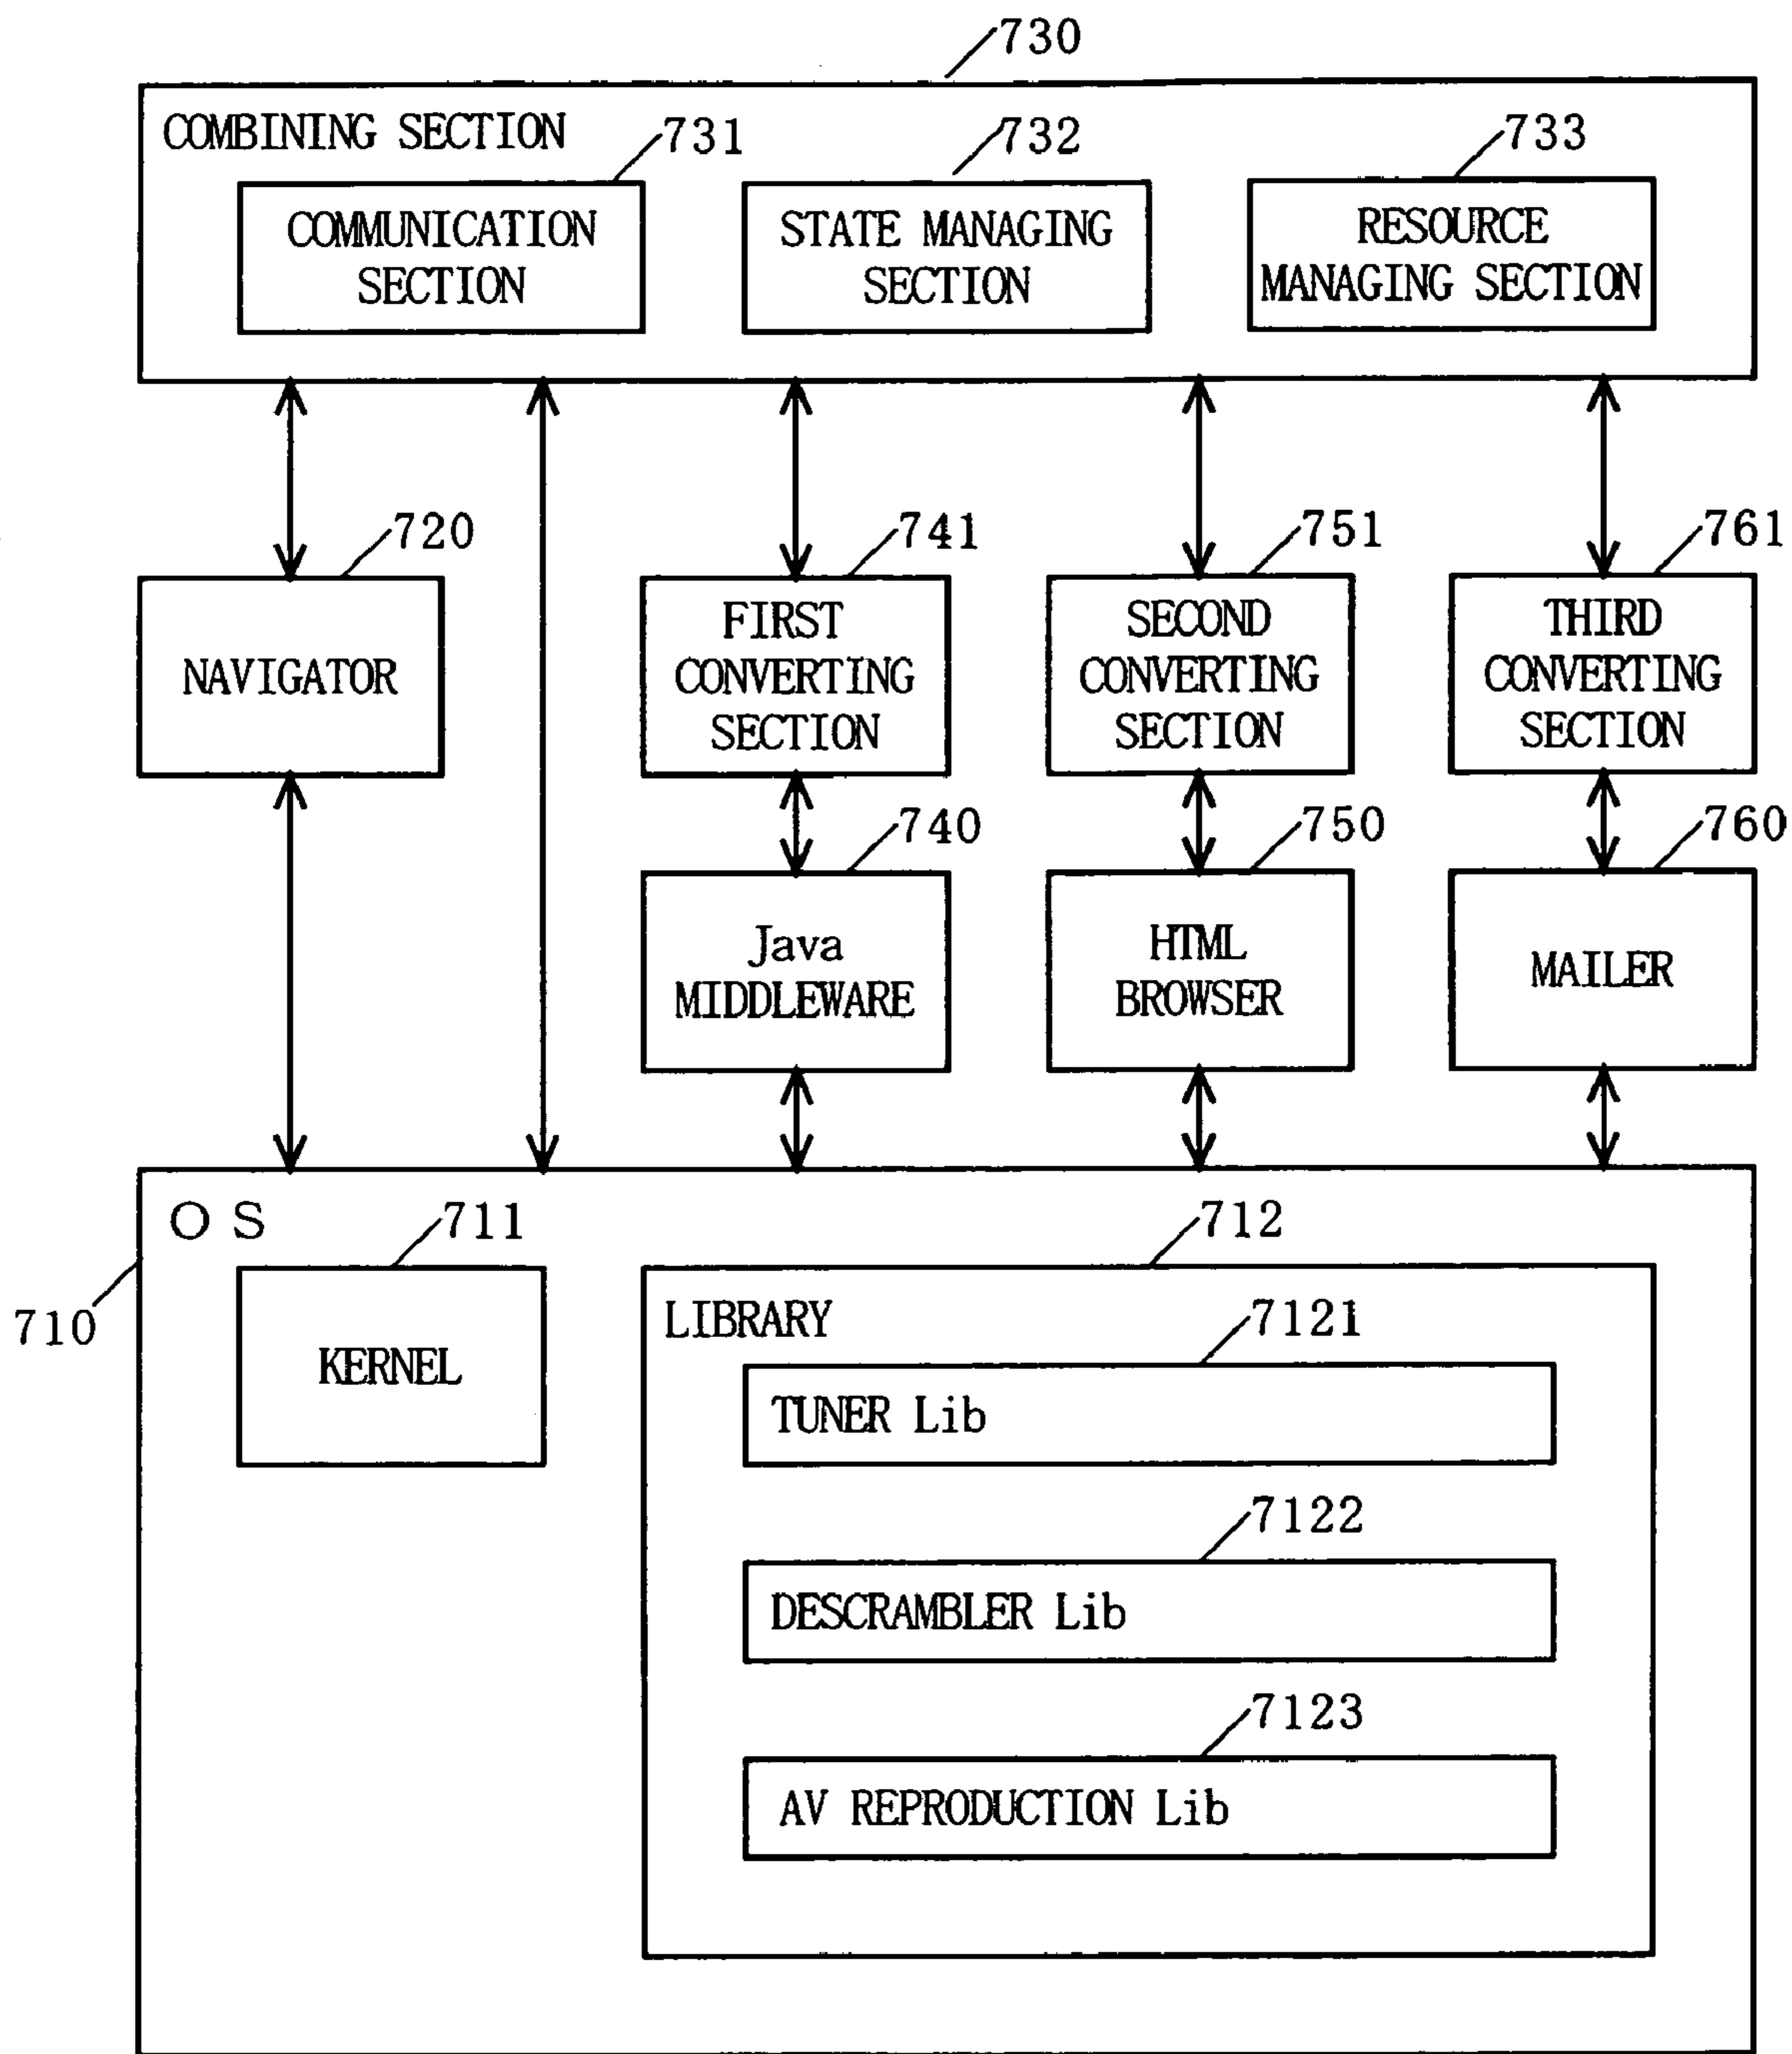 730
COMBINING SECTION
731
732
733
COMMUNICATION
SECTION
STATE MANAGING
SECTION
RESOURCE
MANAGING SECTION
720
741
751
761
NAVIGATOR
FIRST
CONVERTING
SECTION
SECOND
CONVERTING
SECTION
THIRD
CONVERTING
SECTION
740
750
760
Java
MIDDLEWARE
HTML
BROWSER
MAILER
OS
711
712
710
KERNEL
LIBRARY
7121
TUNER Lib
7122
DESCRAMBLER Lib
7123
AV REPRODUCTION Lib